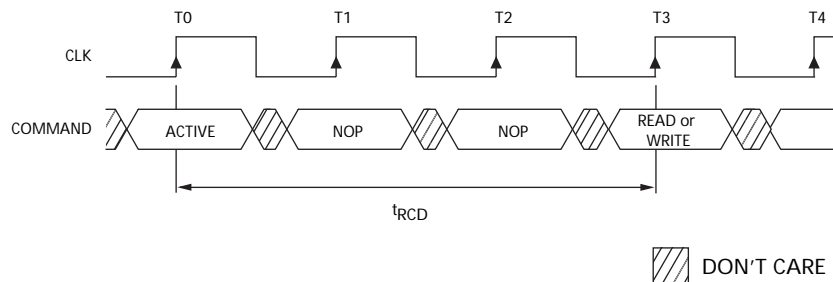 T0 T1 T2 T3 T4
CLK
COMMAND ACTIVE NOP NOP READ or
WRITE
tRCD
DON'T CARE